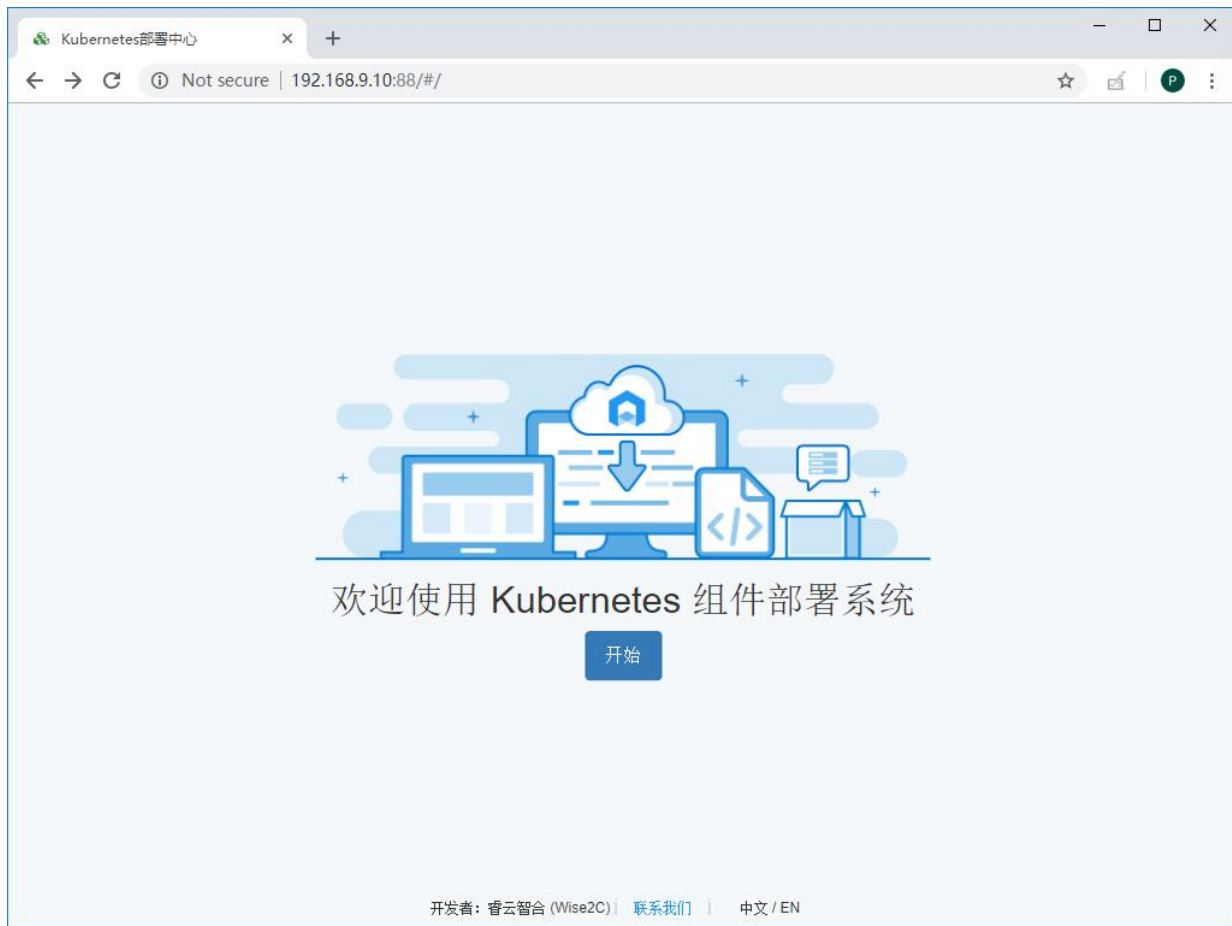 Kubernetes部署中心
Not secure | 192.168.9.10:88/#/
P
</>
欢迎使用 Kubernetes 组件部署系统
开始
开发者：睿云智合 (Wise2C) | 联系我们 | 中文 / EN